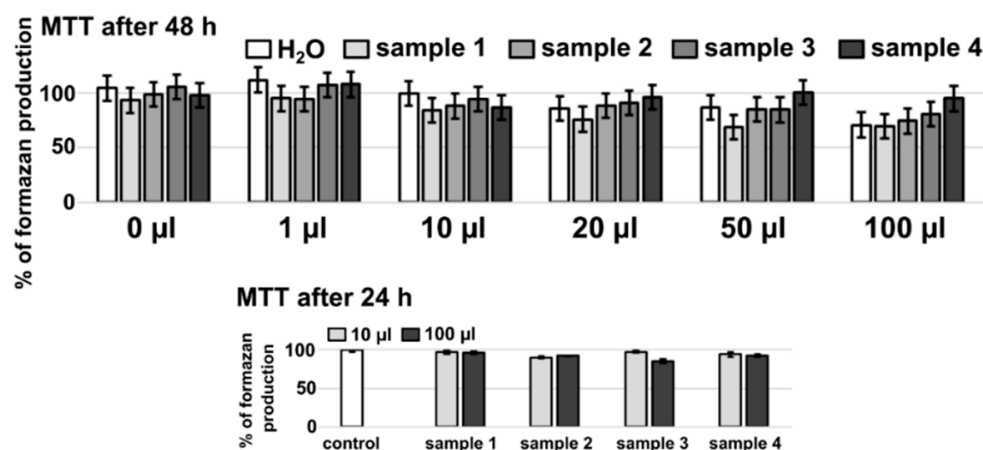 MTT after 48 h
H₂O sample 1 sample 2 sample 3 sample 4
% of formazan production
100
50
0
0 µl 1 µl 10 µl 20 µl 50 µl 100 µl
MTT after 24 h
10 µl 100 µl
% of formazan
production
100
50
0
control sample 1 sample 2 sample 3 sample 4